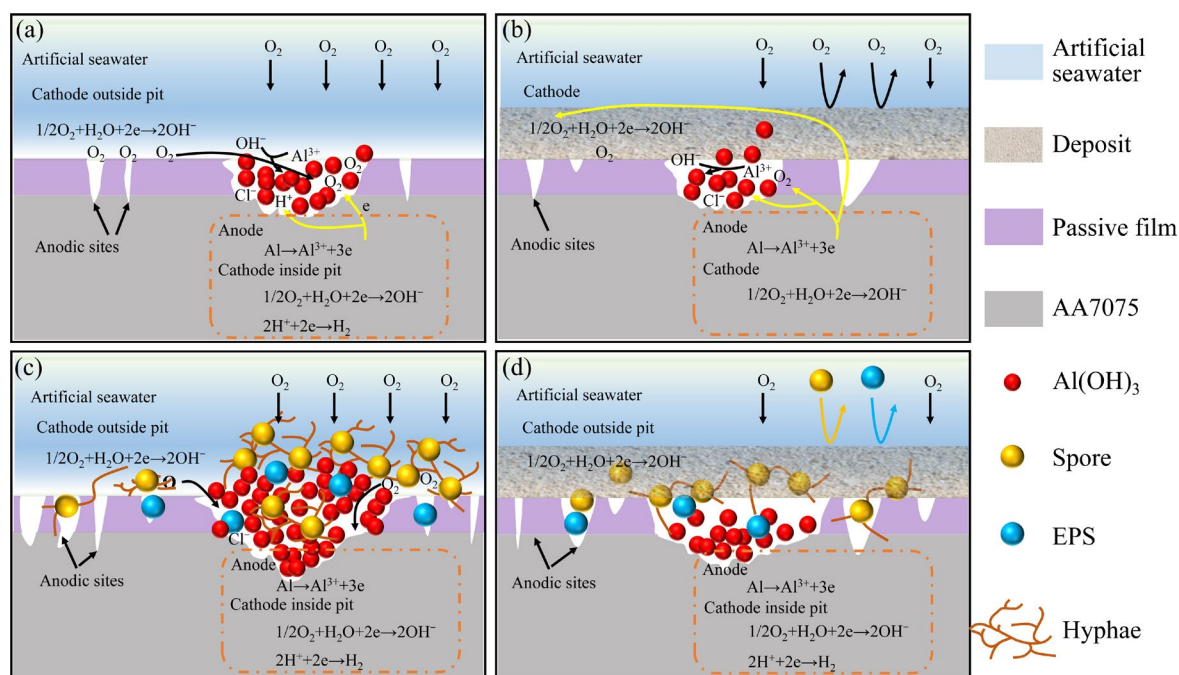 (a)
O₂ O₂ O₂ O₂
Artificial seawater
Cathode outside pit
1/2O₂+H₂O+2e→2OH⁻
O₂ O₂ O₂
OH⁻
Al³⁺
O₂
O₂
Cl⁻
H⁺
e
Anodic sites
Anode
Al→Al³⁺+3e
Cathode inside pit
1/2O₂+H₂O+2e→2OH⁻
2H⁺+2e→H₂
(b)
O₂ O₂ O₂ O₂
Artificial seawater
Cathode
1/2O₂+H₂O+2e→2OH⁻
O₂
OH⁻
Al³⁺
O₂
Cl⁻
Anodic sites
Anode
Al→Al³⁺+3e
Cathode
1/2O₂+H₂O+2e→2OH⁻
(c)
O₂ O₂ O₂ O₂
Artificial seawater
Cathode outside pit
1/2O₂+H₂O+2e→2OH⁻
O₂
O₂
Cl⁻
Anodic sites
Anode
Al→Al³⁺+3e
Cathode inside pit
1/2O₂+H₂O+2e→2OH⁻
2H⁺+2e→H₂
(d)
O₂ O₂
Artificial seawater
Cathode outside pit
1/2O₂+H₂O+2e→2OH⁻
Anodic sites
Anode
Al→Al³⁺+3e
Cathode inside pit
1/2O₂+H₂O+2e→2OH⁻
2H⁺+2e→H₂
Artificial
seawater
Deposit
Passive film
AA7075
Al(OH)₃
Spore
EPS
Hyphae